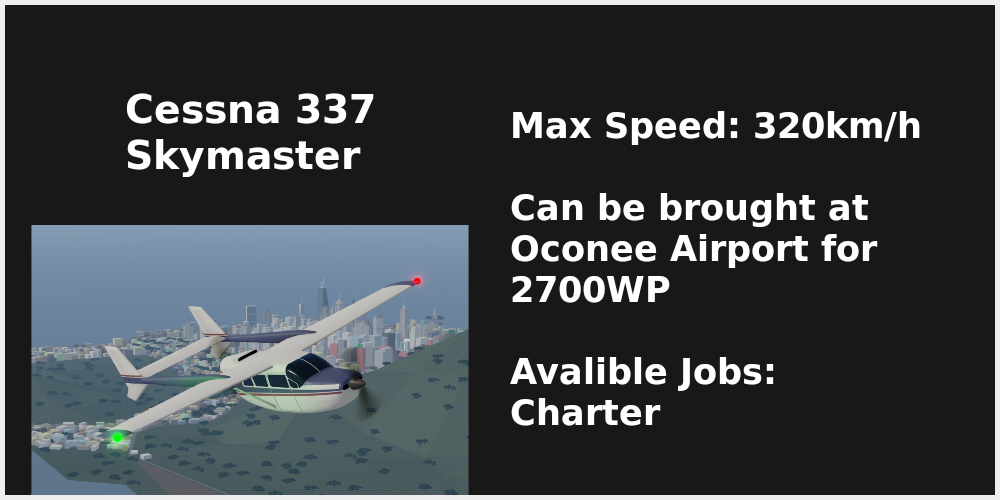 Cessna 337
Skymaster
Max Speed: 320km/h
Can be brought at
Oconee Airport for
2700WP
Avalible Jobs:
Charter